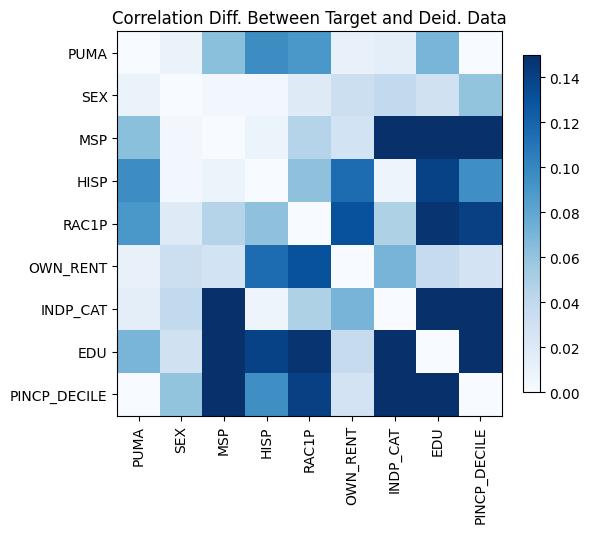 Correlation Diff. Between Target and Deid. Data
PUMA
SEX
MSP
HISP
RAC1P
OWN_RENT
INDP_CAT
EDU
PINCP_DECILE
PUMA
SEX
MSP
HISP
RAC1P
OWN_RENT
INDP_CAT
EDU
PINCP_DECILE
0.14
0.12
0.10
0.08
0.06
0.04
0.02
0.00